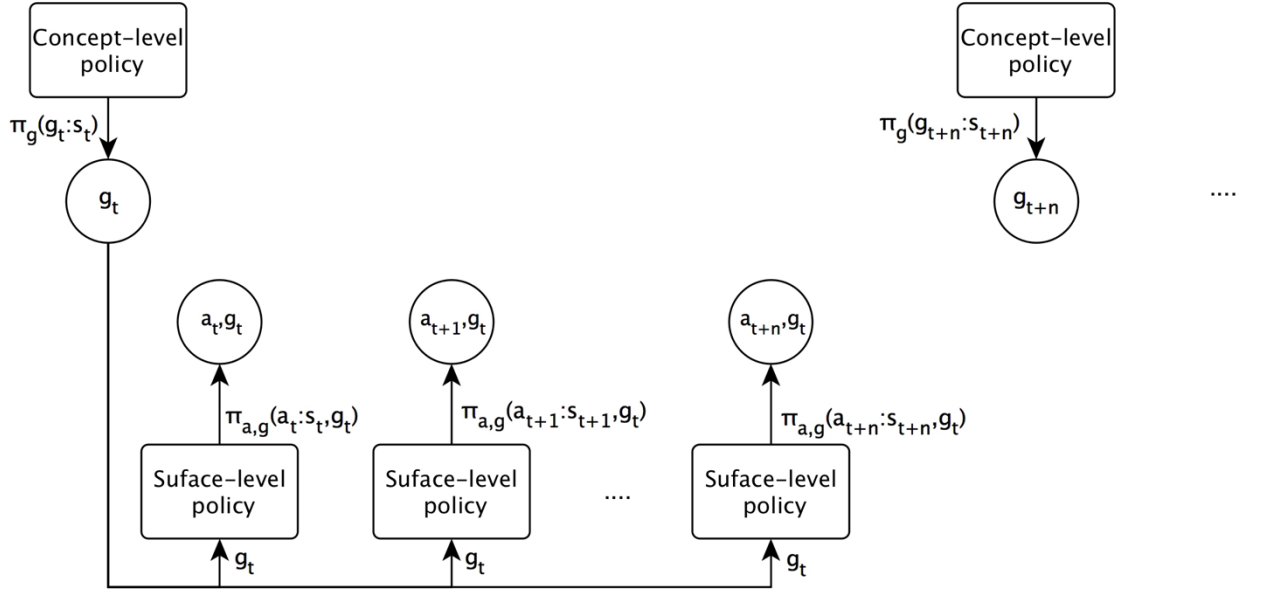 Concept-level
policy
π_g(g_t:s_t)
g_t
Concept-level
policy
π_g(g_{t+n}:s_{t+n})
g_{t+n}
....
a_t,g_t
a_{t+1},g_t
a_{t+n},g_t
π_{a,g}(a_t:s_t,g_t)
π_{a,g}(a_{t+1}:s_{t+1},g_t)
π_{a,g}(a_{t+n}:s_{t+n},g_t)
Suface-level
policy
Suface-level
policy
....
Suface-level
policy
g_t
g_t
g_t